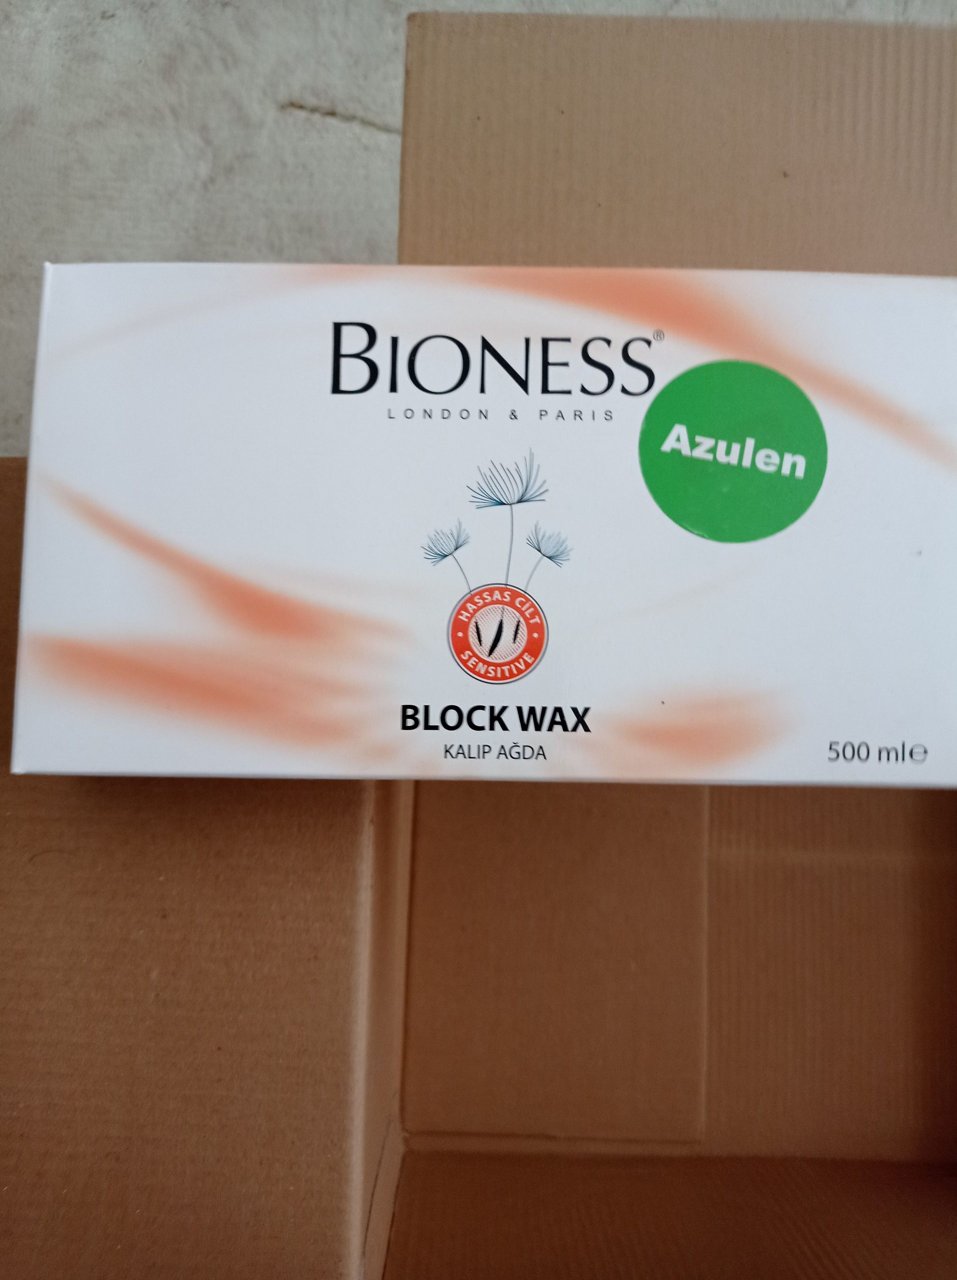 BIONESS®
LONDON & PARIS
Azulen
HASSAS CİLT
SENSITIVE
BLOCK WAX
KALIP AĞDA
500 ml℮